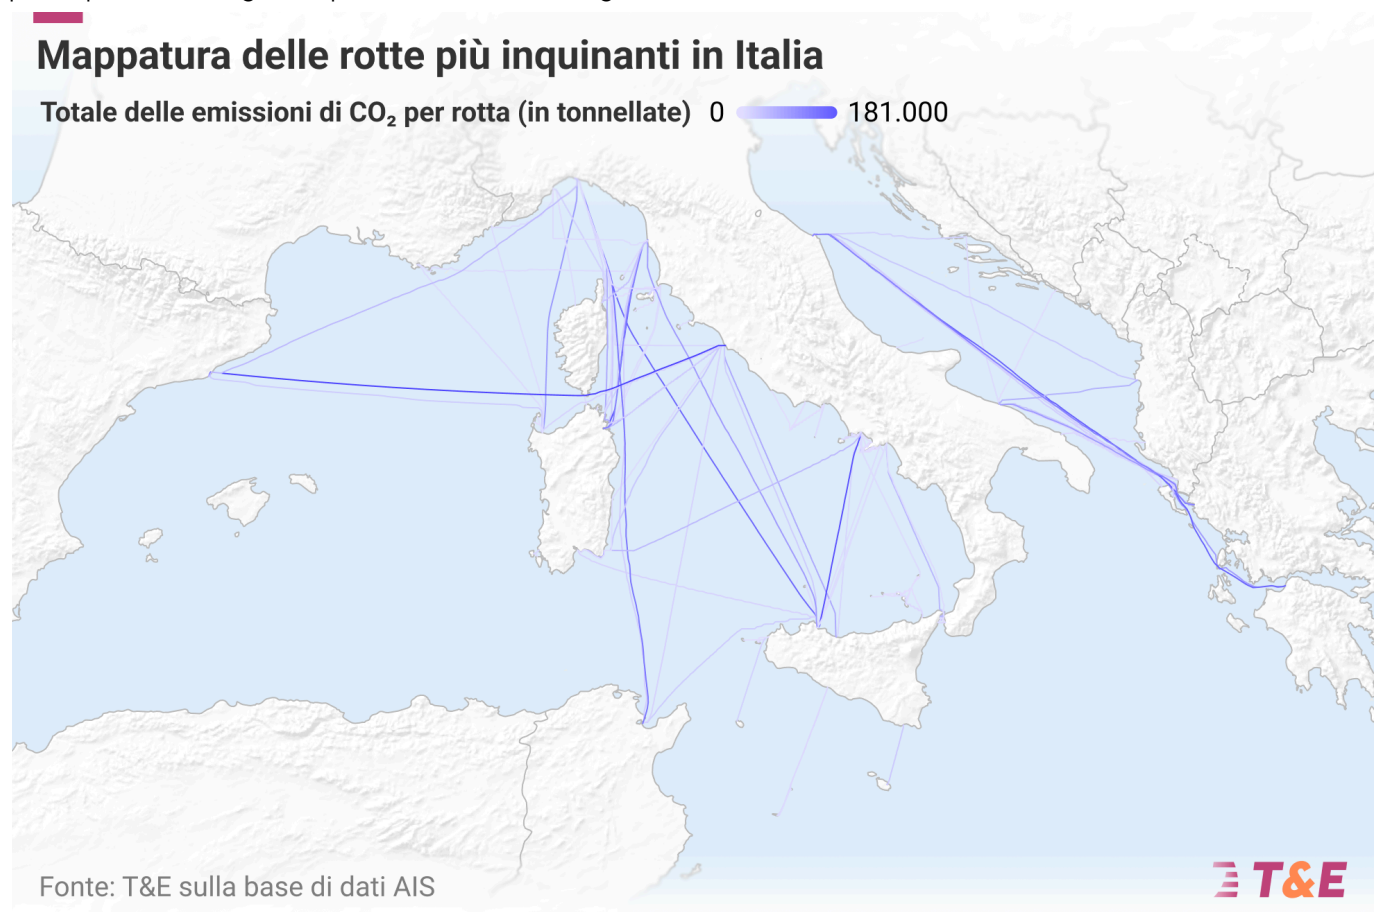 Mappatura delle rotte più inquinanti in Italia
Totale delle emissioni di CO₂ per rotta (in tonnellate) 0 181.000
Fonte: T&E sulla base di dati AIS
T&E